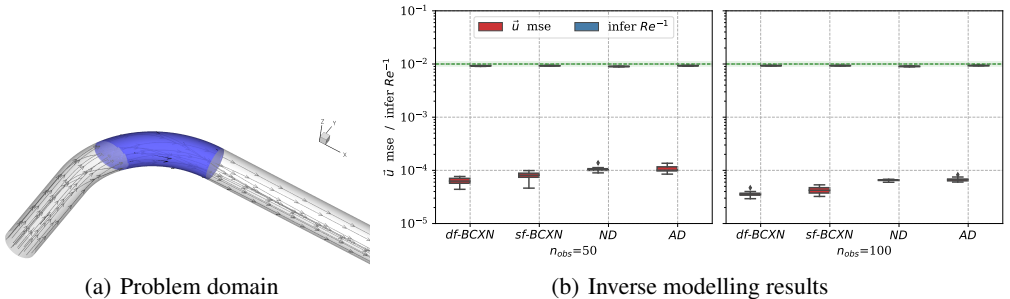 Z
Y
X
(a) Problem domain
u⃗ mse / infer Re⁻¹
10⁻¹
10⁻²
10⁻³
10⁻⁴
10⁻⁵
u⃗ mse
infer Re⁻¹
df-BCXN sf-BCXN ND AD
n_obs=50
df-BCXN sf-BCXN ND AD
n_obs=100
(b) Inverse modelling results